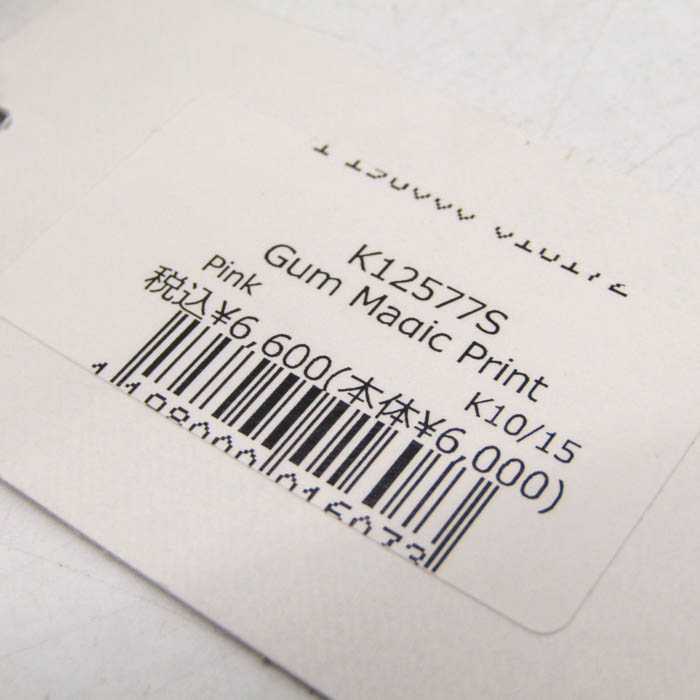 K12577S
Gum Magic Print
Pink
K10/15
税込¥6,600(本体¥6,000)